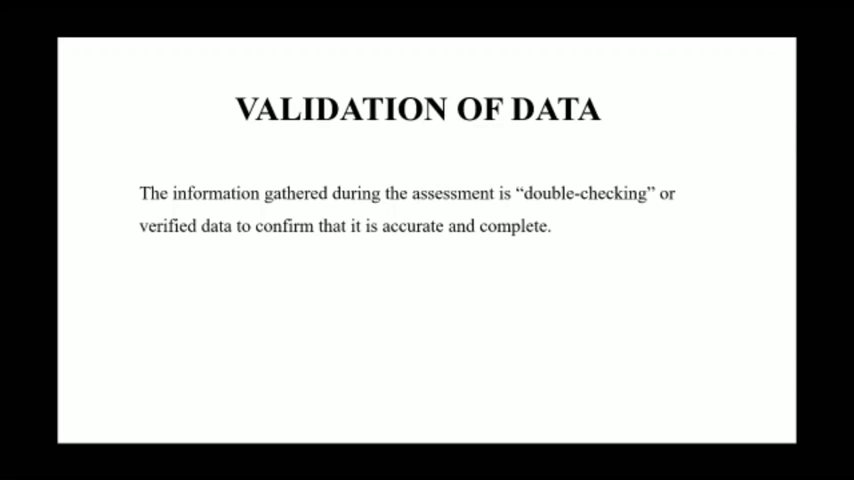 VALIDATION OF DATA
The information gathered during the assessment is “double-checking” or
verified data to confirm that it is accurate and complete.